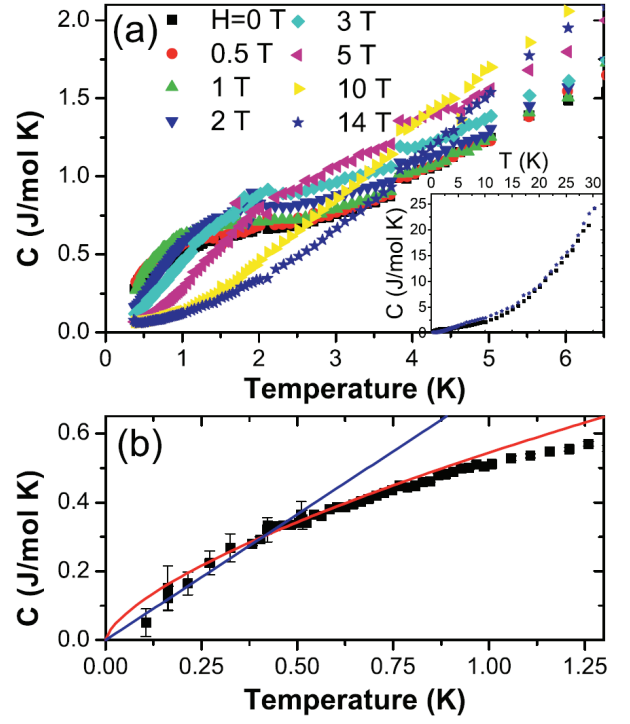 (a)
H=0 T
0.5 T
1 T
2 T
3 T
5 T
10 T
14 T
C (J/mol K)
2.0
1.5
1.0
0.5
0.0
0 1 2 3 4 5 6
Temperature (K)
T (K)
0 5 10 15 20 25 30
C (J/mol K)
25
20
15
10
5
0
(b)
C (J/mol K)
0.6
0.4
0.2
0.0
0.00 0.25 0.50 0.75 1.00 1.25
Temperature (K)